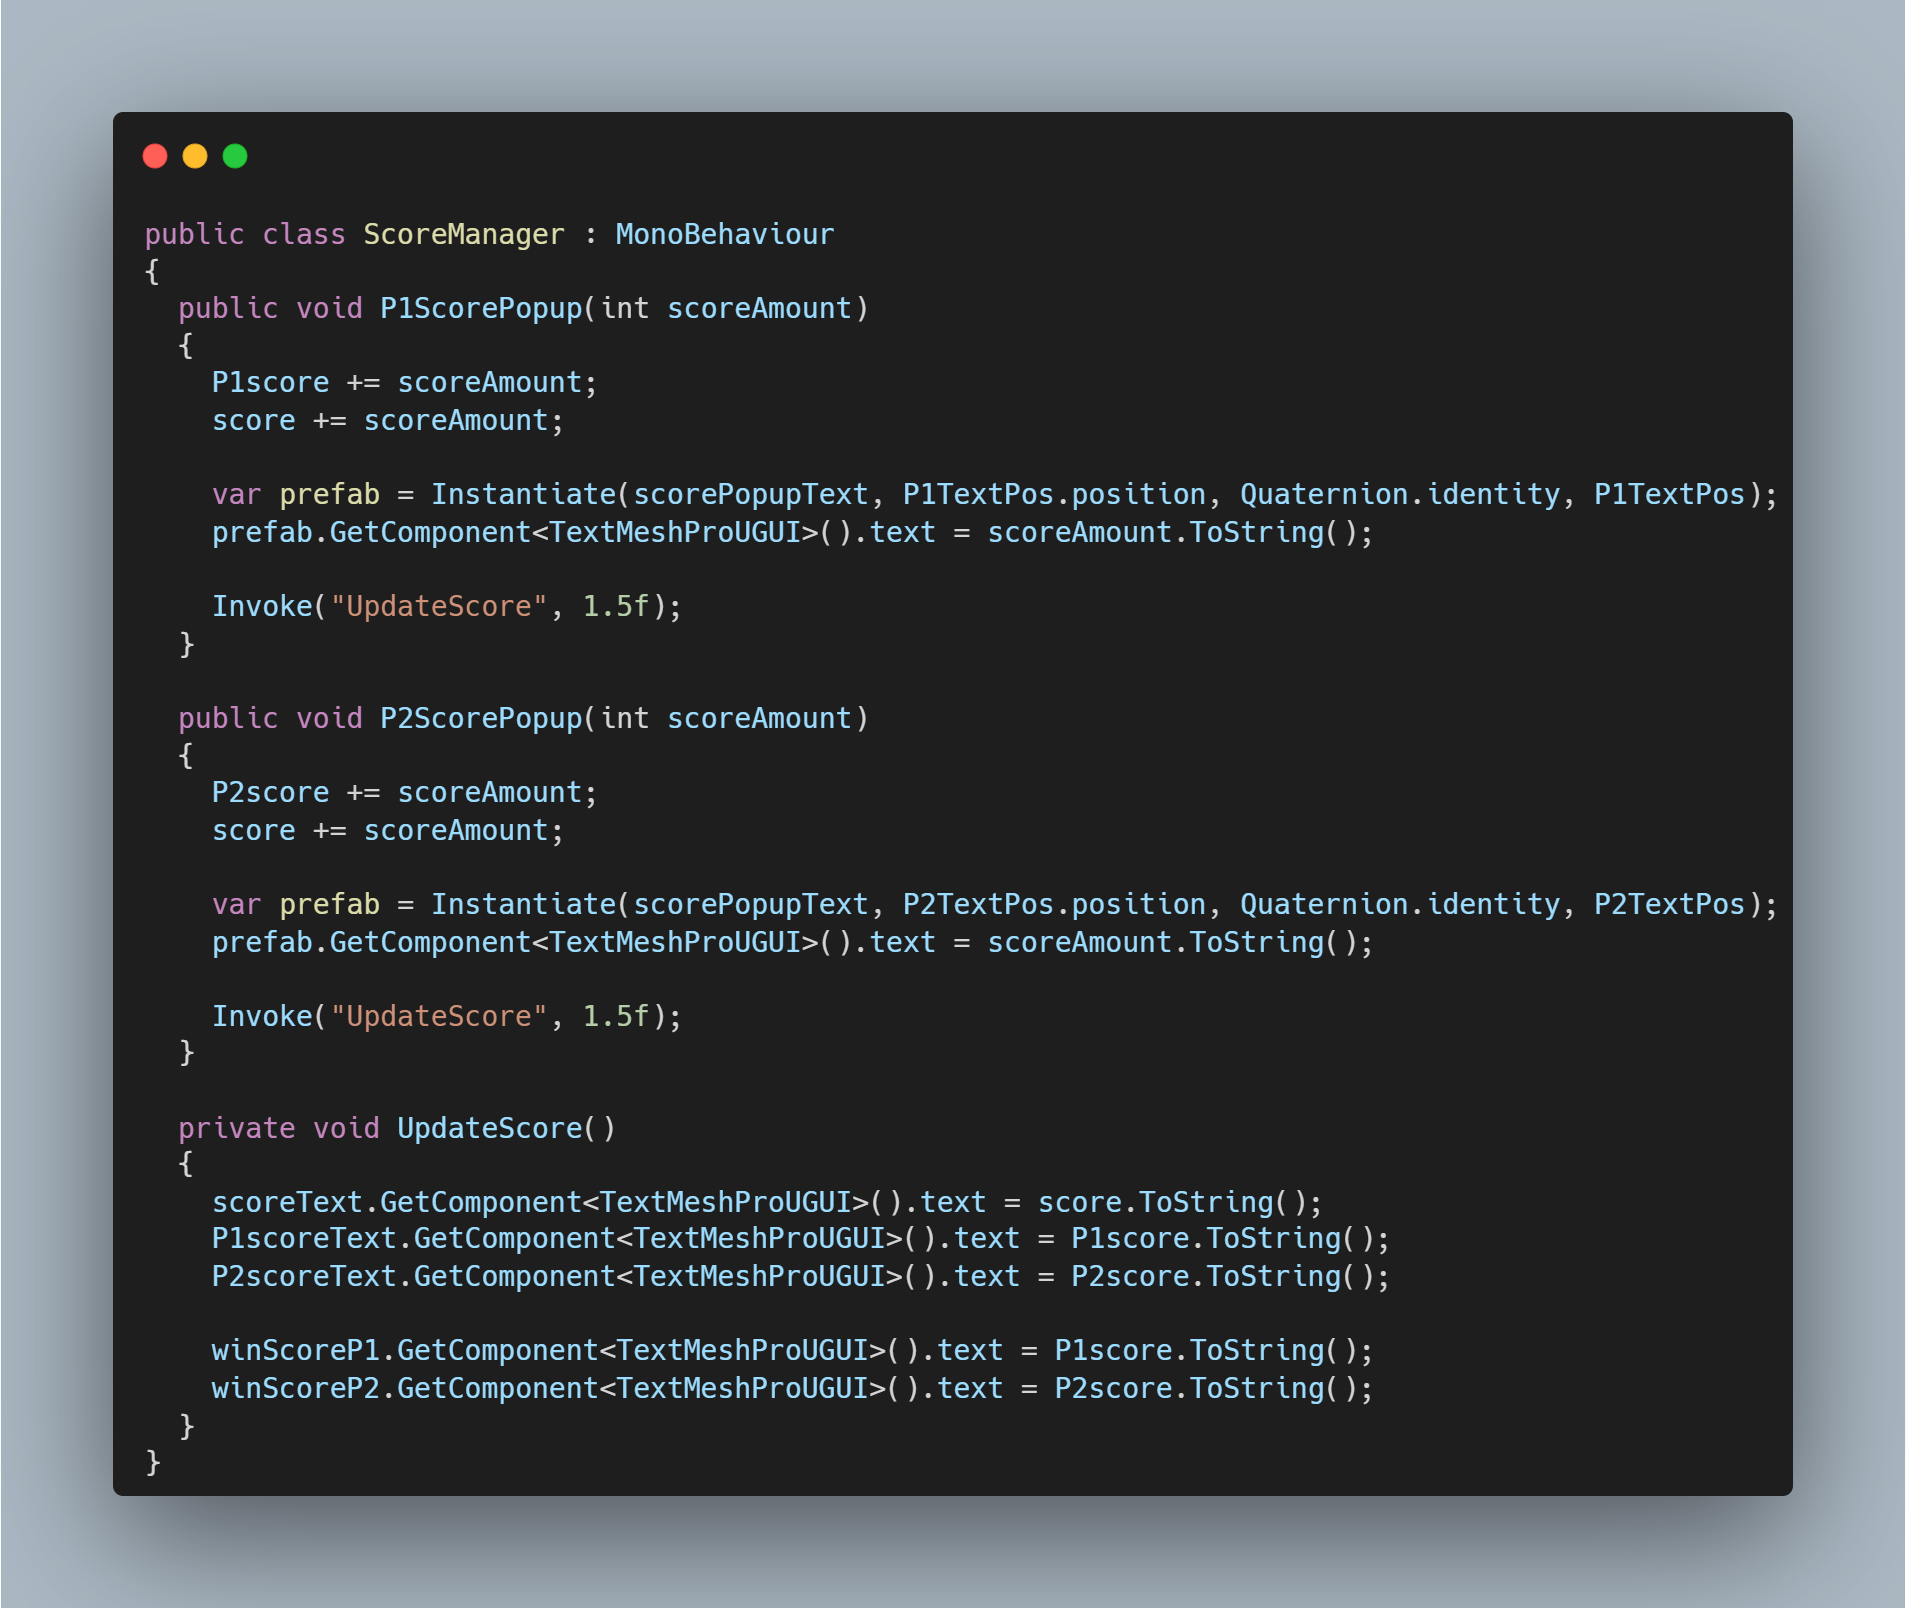 public class ScoreManager : MonoBehaviour
{
  public void P1ScorePopup(int scoreAmount)
  {
    P1score += scoreAmount;
    score += scoreAmount;

    var prefab = Instantiate(scorePopupText, P1TextPos.position, Quaternion.identity, P1TextPos);
    prefab.GetComponent<TextMeshProUGUI>().text = scoreAmount.ToString();

    Invoke("UpdateScore", 1.5f);
  }

  public void P2ScorePopup(int scoreAmount)
  {
    P2score += scoreAmount;
    score += scoreAmount;

    var prefab = Instantiate(scorePopupText, P2TextPos.position, Quaternion.identity, P2TextPos);
    prefab.GetComponent<TextMeshProUGUI>().text = scoreAmount.ToString();

    Invoke("UpdateScore", 1.5f);
  }

  private void UpdateScore()
  {
    scoreText.GetComponent<TextMeshProUGUI>().text = score.ToString();
    P1scoreText.GetComponent<TextMeshProUGUI>().text = P1score.ToString();
    P2scoreText.GetComponent<TextMeshProUGUI>().text = P2score.ToString();

    winScoreP1.GetComponent<TextMeshProUGUI>().text = P1score.ToString();
    winScoreP2.GetComponent<TextMeshProUGUI>().text = P2score.ToString();
  }
}